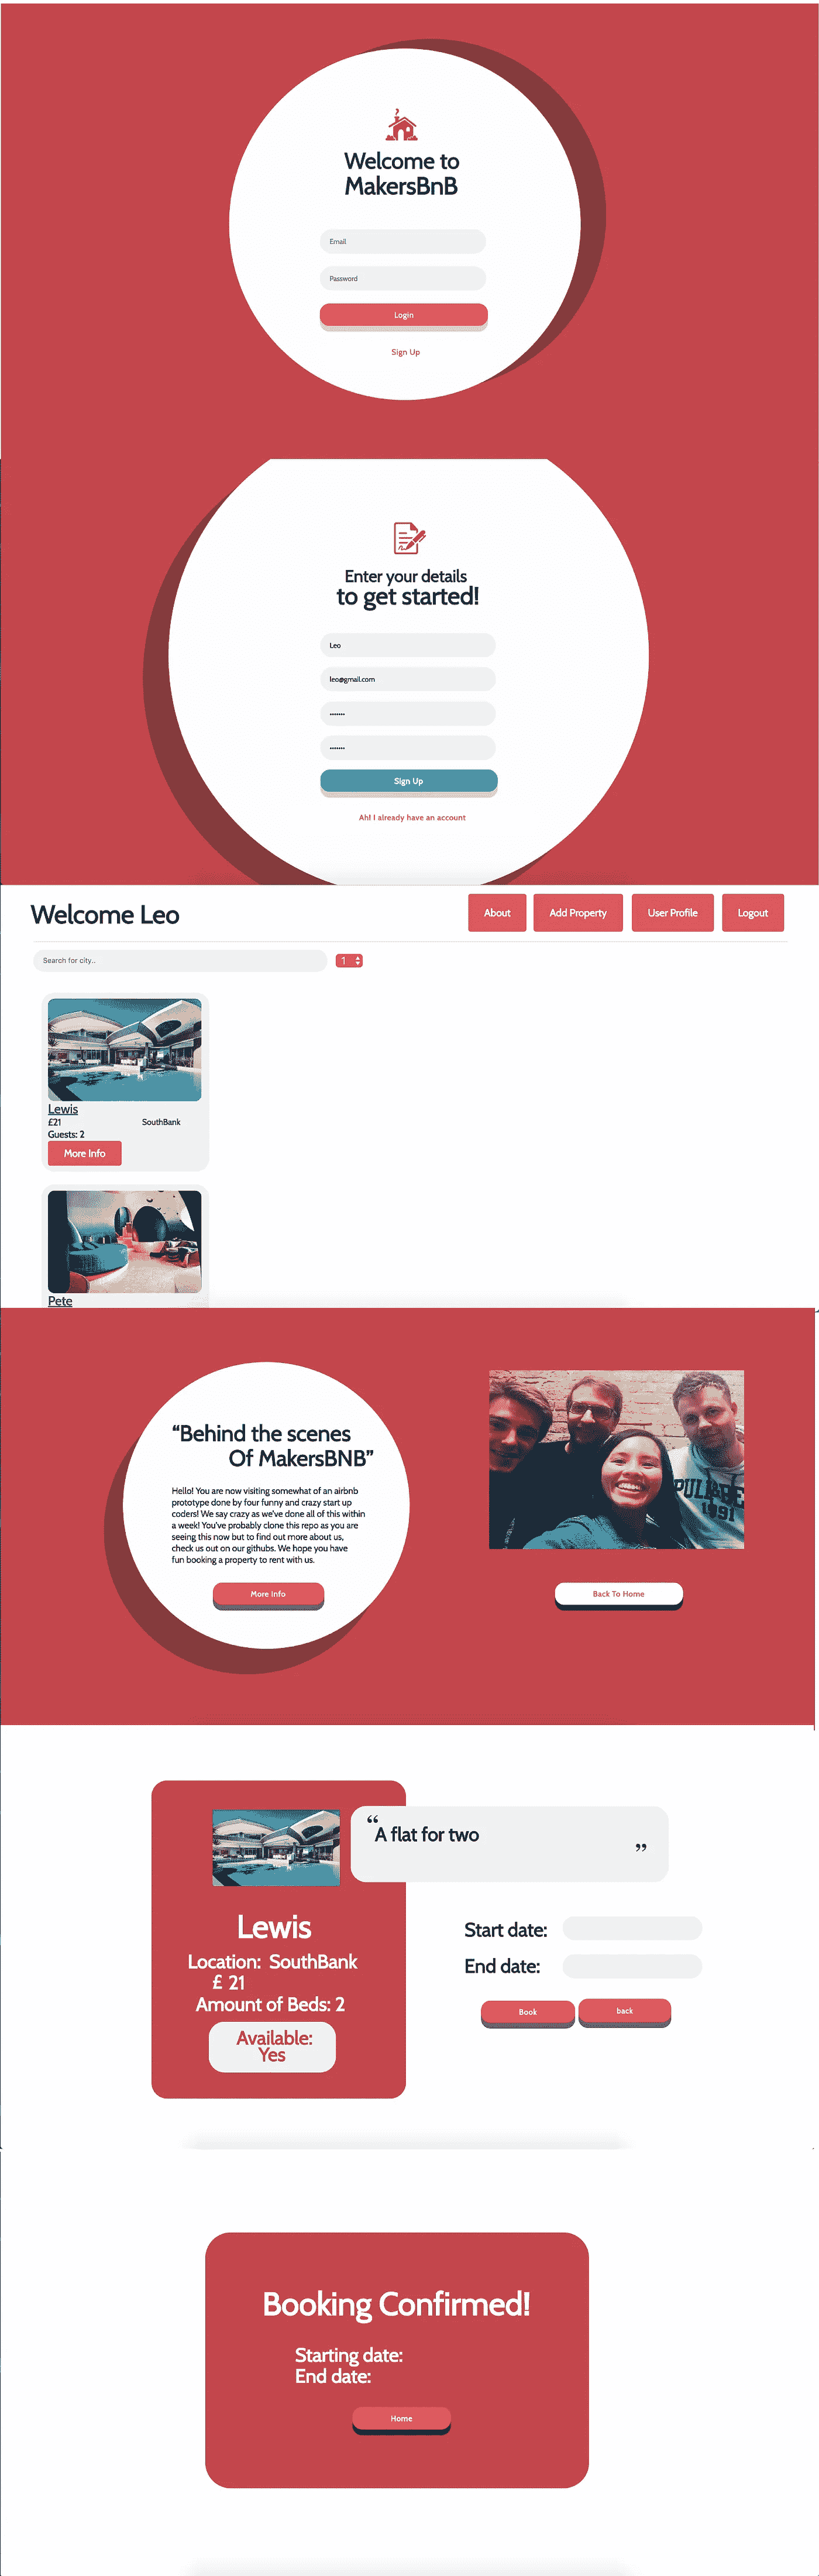 Welcome to
MakersBnB
Email
Password
Login
Sign Up
Enter your details
to get started!
Leo
leo@gmail.com
•••••••
•••••••
Sign Up
Ah! I already have an account
Welcome Leo
About
Add Property
User Profile
Logout
Search for city..
1
Lewis
£21
SouthBank
Guests: 2
More Info
Pete
“Behind the scenes
Of MakersBNB”
Hello! You are now visiting somewhat of an airbnb
prototype done by four funny and crazy start up
coders! We say crazy as we've done all of this within
a week! You've probably clone this repo as you are
seeing this now but to find out more about us,
check us out on our githubs. We hope you have
fun booking a property to rent with us.
More Info
PULL&BE
1991
Back To Home
“A flat for two
”
Lewis
Location: SouthBank
£ 21
Amount of Beds: 2
Available:
Yes
Start date:
End date:
Book
back
Booking Confirmed!
Starting date:
End date:
Home